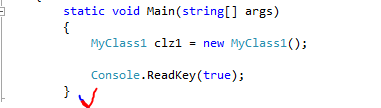 static void Main(string[] args)
{
MyClass1 clz1 = new MyClass1();
Console.ReadKey(true);
}